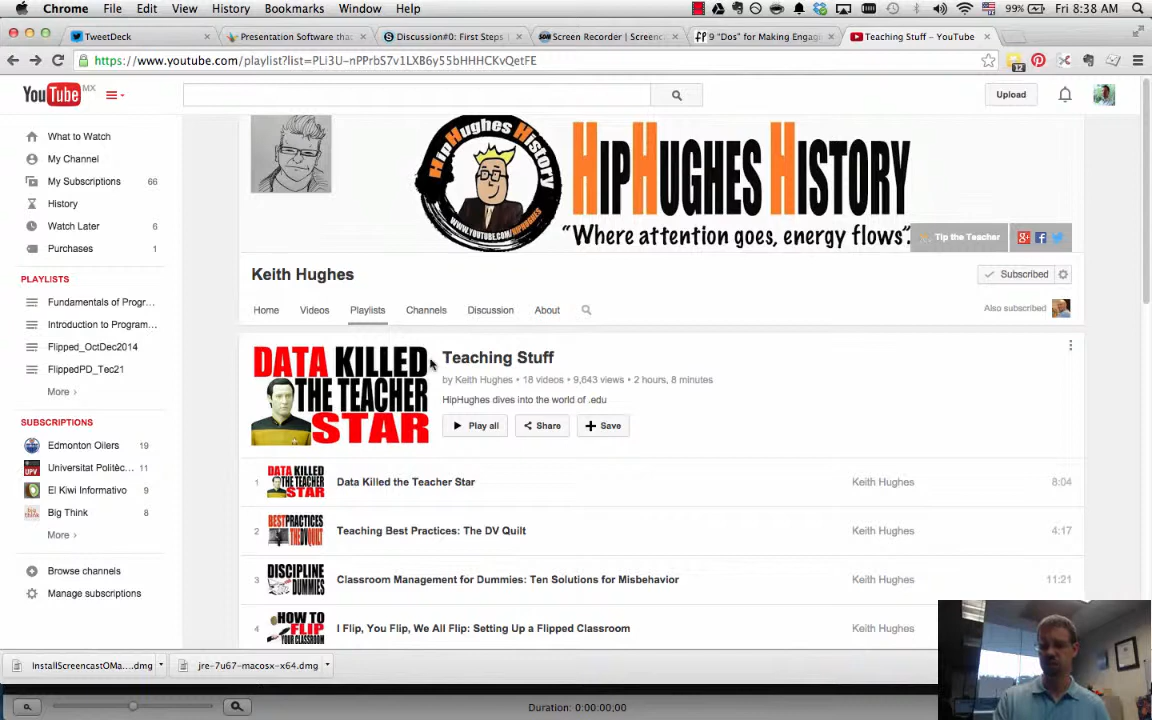 Chrome File Edit View History Bookmarks Window Help 99% Fri 8:38 AM
TweetDeck Presentation Software tha Discussion#0: First Steps Screen Recorder | Screenc 9 "Dos" for Making Engagi Teaching Stuff – YouTube
https://www.youtube.com/playlist?list=PLi3U-nPPrbS7v1LXB6y55bHHHCKvQetFE 12
YouTube MX Upload
What to Watch
My Channel
My Subscriptions 66
History
Watch Later 6
Purchases 1
PLAYLISTS
Fundamentals of Progr...
Introduction to Program...
Flipped_OctDec2014
FlippedPD_Tec21
More ›
SUBSCRIPTIONS
Edmonton Oilers 19
Universitat Politèc... 11
El Kiwi Informativo 9
Big Think 8
More ›
Browse channels
Manage subscriptions
HipHughes History
WWW.YOUTUBE.COM/HIPHUGHES
HIPHUGHES HISTORY
"Where attention goes, energy flows".
Tip the Teacher
Keith Hughes
Subscribed
Home Videos Playlists Channels Discussion About
Also subscribed
DATA KILLED
THE TEACHER
STAR
Teaching Stuff
by Keith Hughes • 18 videos • 9,643 views • 2 hours, 8 minutes
HipHughes dives into the world of .edu
Play all Share Save
1 DATA KILLED THE TEACHER STAR Data Killed the Teacher Star Keith Hughes 8:04
2 BESTPRACTICES THE DV QUILT Teaching Best Practices: The DV Quilt Keith Hughes 4:17
3 DISCIPLINE DUMMIES Classroom Management for Dummies: Ten Solutions for Misbehavior Keith Hughes 11:21
4 HOW TO FLIP YOUR CLASSROOM I Flip, You Flip, We All Flip: Setting Up a Flipped Classroom Keith Hughes
InstallScreencastOMa....dmg jre-7u67-macosx-x64.dmg
Duration: 0:00:00;00